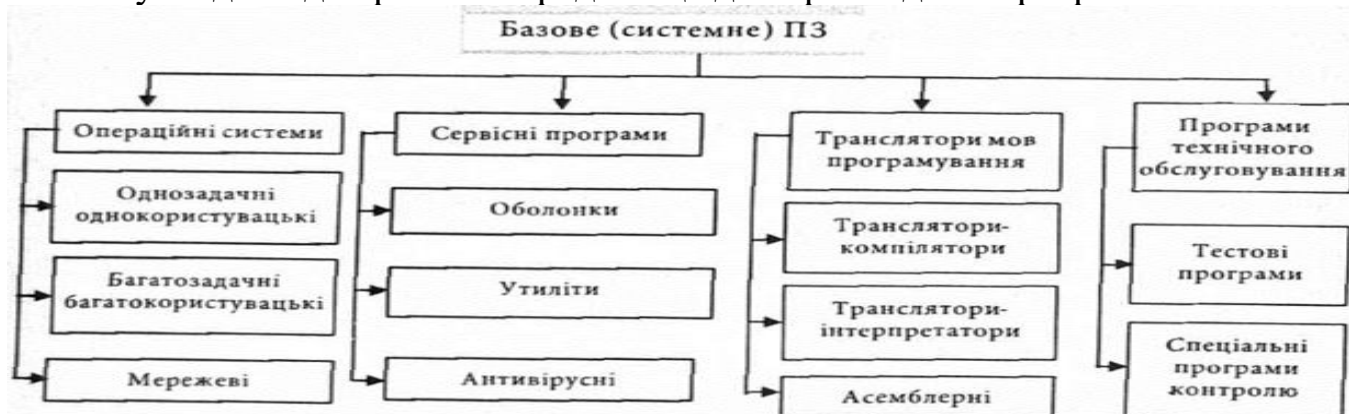 Базове (системне) ПЗ
Операційні системи
Однозадачні
однокористувацькі
Багатозадачні
багатокористувацькі
Мережеві
Сервісні програми
Оболонки
Утиліти
Антивірусні
Транслятори мов
програмування
Транслятори-
компілятори
Транслятори-
інтерпретатори
Асемблерні
Програми
технічного
обслуговування
Тестові
програми
Спеціальні
програми
контролю